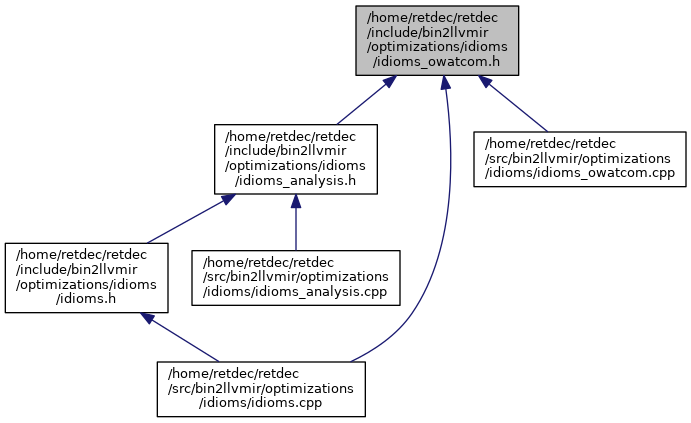 /home/retdec/retdec
/include/bin2llvmir
/optimizations/idioms
/idioms_owatcom.h
/home/retdec/retdec
/include/bin2llvmir
/optimizations/idioms
/idioms_analysis.h
/home/retdec/retdec
/src/bin2llvmir/optimizations
/idioms/idioms_owatcom.cpp
/home/retdec/retdec
/include/bin2llvmir
/optimizations/idioms
/idioms.h
/home/retdec/retdec
/src/bin2llvmir/optimizations
/idioms/idioms_analysis.cpp
/home/retdec/retdec
/src/bin2llvmir/optimizations
/idioms/idioms.cpp